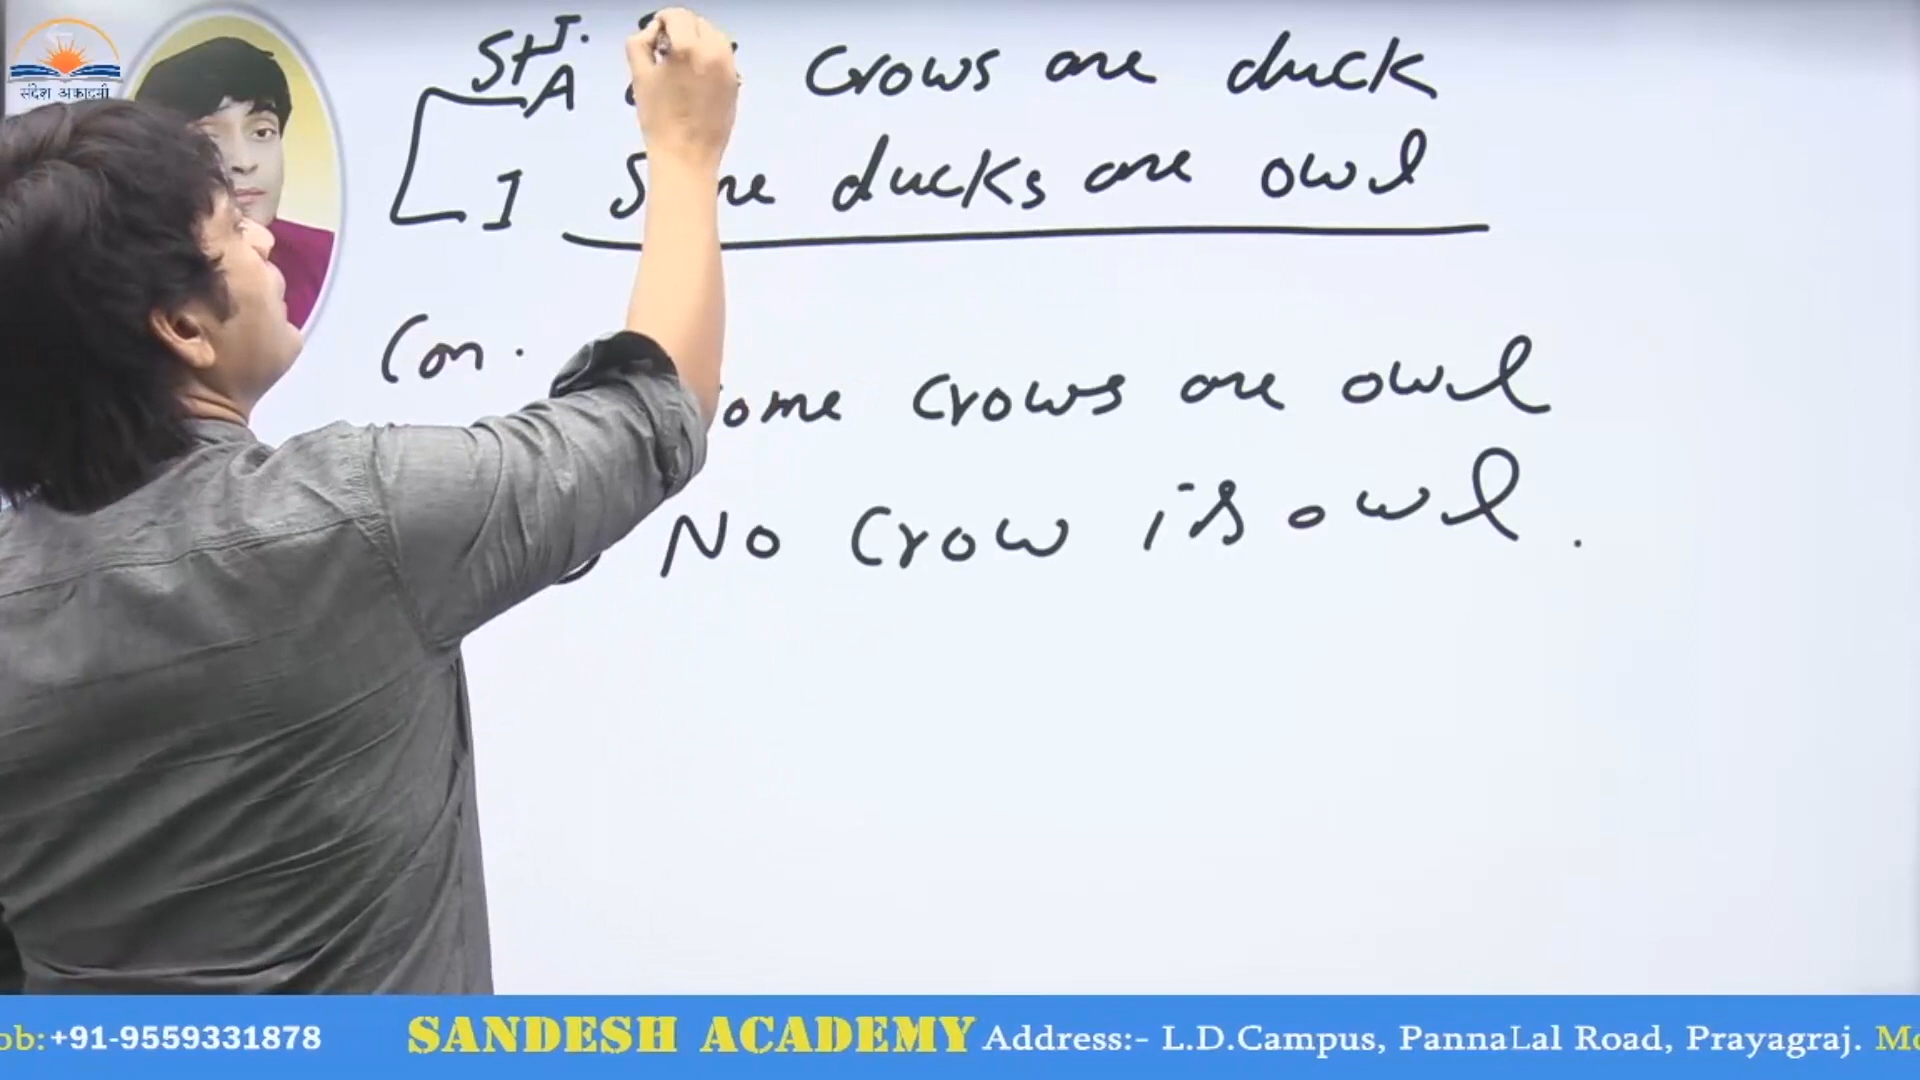 संदेश अकादमी
St. I.
A Crows are duck
I ducks are owl
Con.
Crows are owl
No Crow is owl.
ob:+91-9559331878 SANDESH ACADEMY Address:- L.D.Campus, PannaLal Road, Prayagraj.